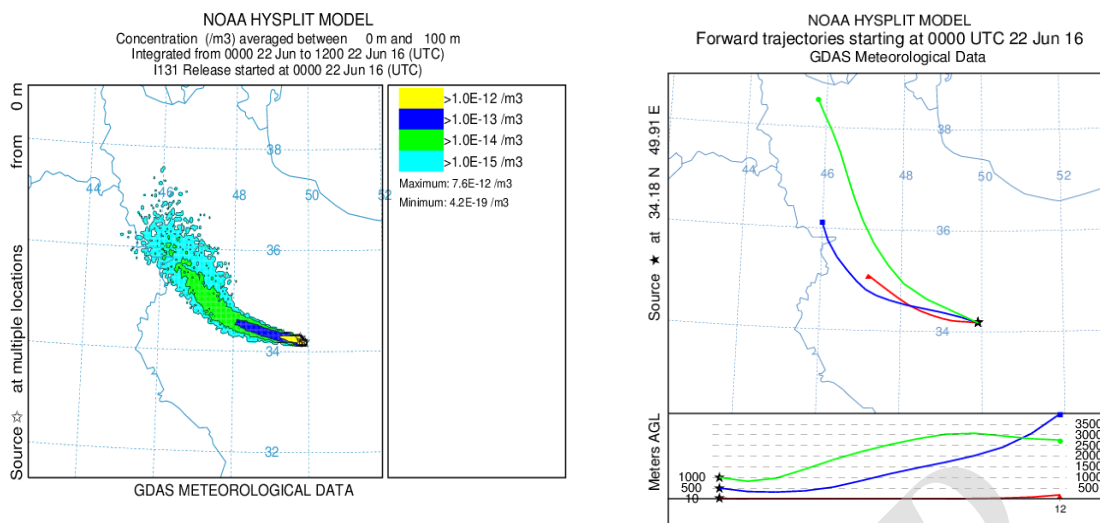 NOAA HYSPLIT MODEL
Concentration (/m3) averaged between 0 m and 100 m
Integrated from 0000 22 Jun to 1200 22 Jun 16 (UTC)
I131 Release started at 0000 22 Jun 16 (UTC)
Source ☆ at multiple locations from 0 m
>1.0E-12 /m3
>1.0E-13 /m3
>1.0E-14 /m3
>1.0E-15 /m3
Maximum: 7.6E-12 /m3
Minimum: 4.2E-19 /m3
38
44 46 48 50 52
36
34
32
GDAS METEOROLOGICAL DATA
NOAA HYSPLIT MODEL
Forward trajectories starting at 0000 UTC 22 Jun 16
GDAS Meteorological Data
Source ★ at 34.18 N 49.91 E
38
44 46 48 50 52
36
34
Meters AGL
1000
500
10
3500
3000
2500
2000
1500
1000
500
12